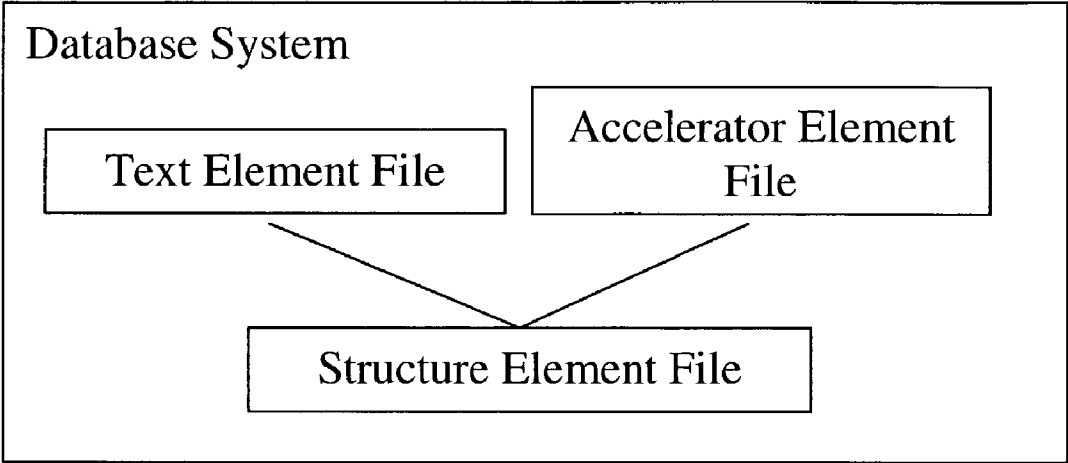 Database System
Text Element File
Accelerator Element
File
Structure Element File